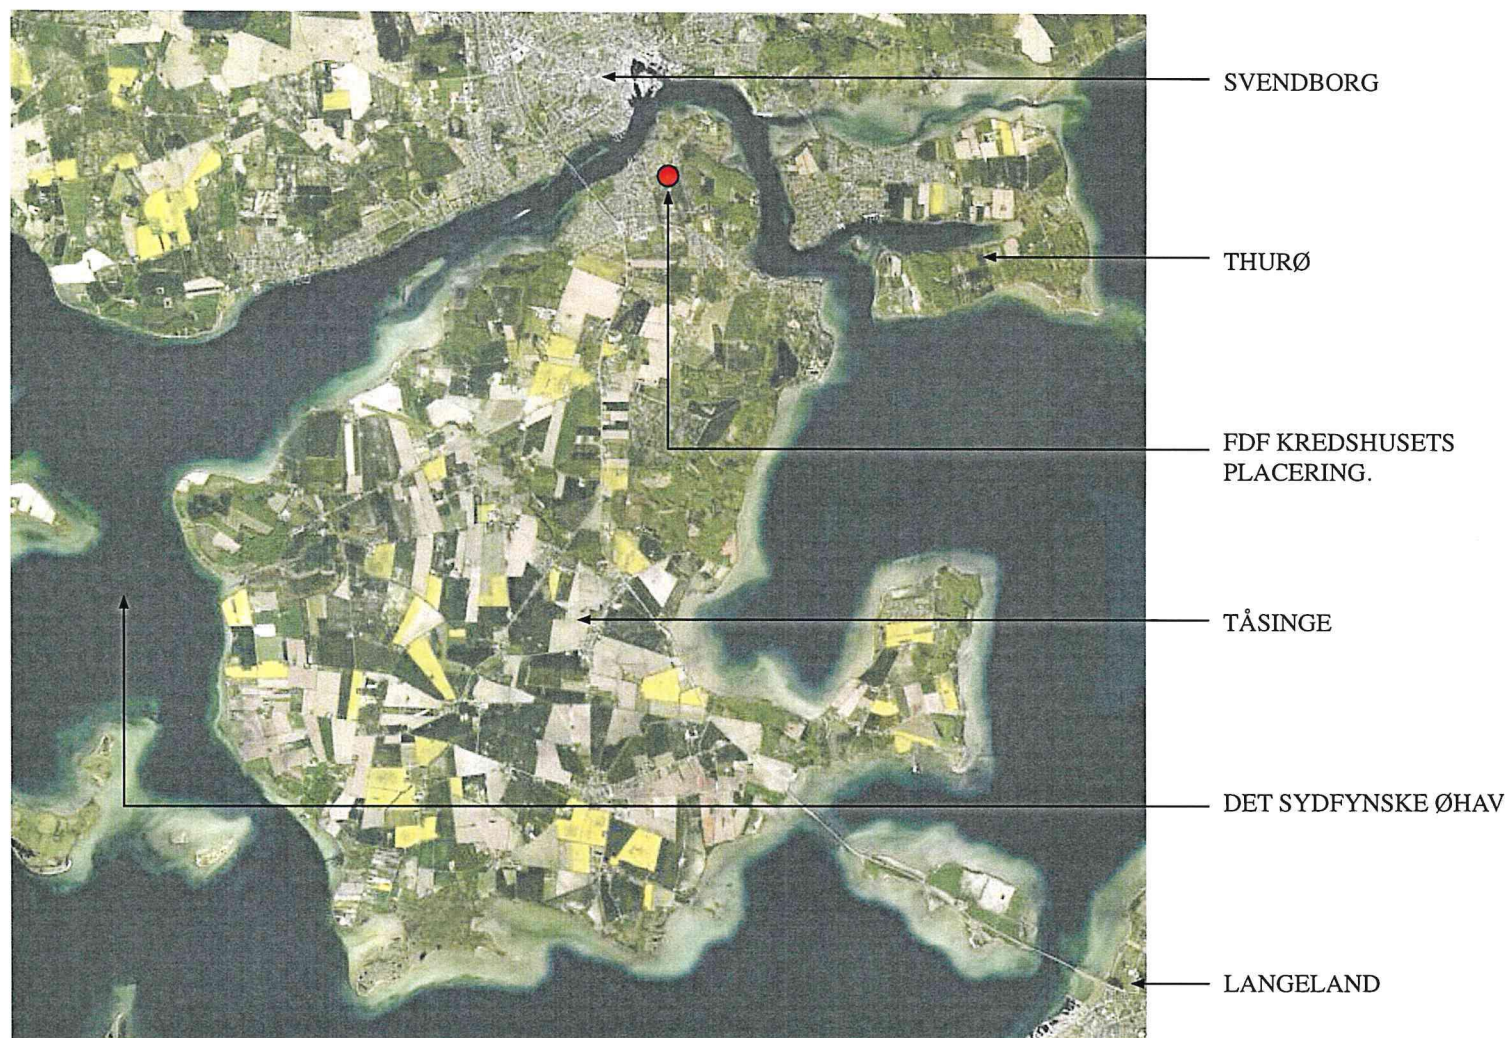 SVENDBORG
THURØ
FDF KREDSHUSETS
PLACERING.
TÅSINGE
DET SYDFYNSKE ØHAV
LANGELAND